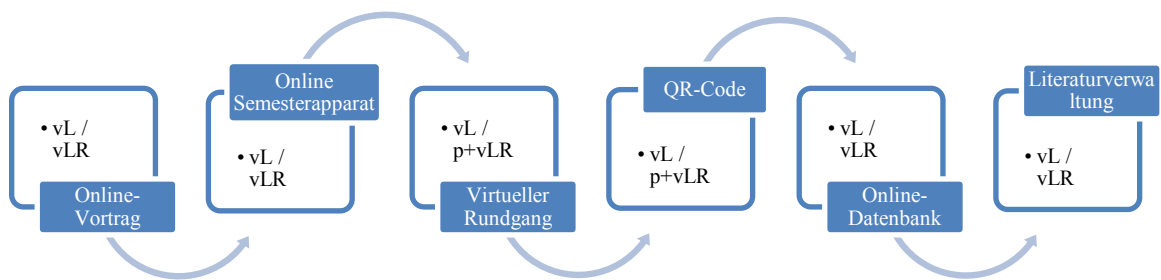 • vL /
vLR
Online-
Vortrag
Online
Semesterapparat
• vL /
vLR
• vL /
p+vLR
Virtueller
Rundgang
QR-Code
• vL /
p+vLR
• vL /
vLR
Online-
Datenbank
Literaturverwa
ltung
• vL /
vLR